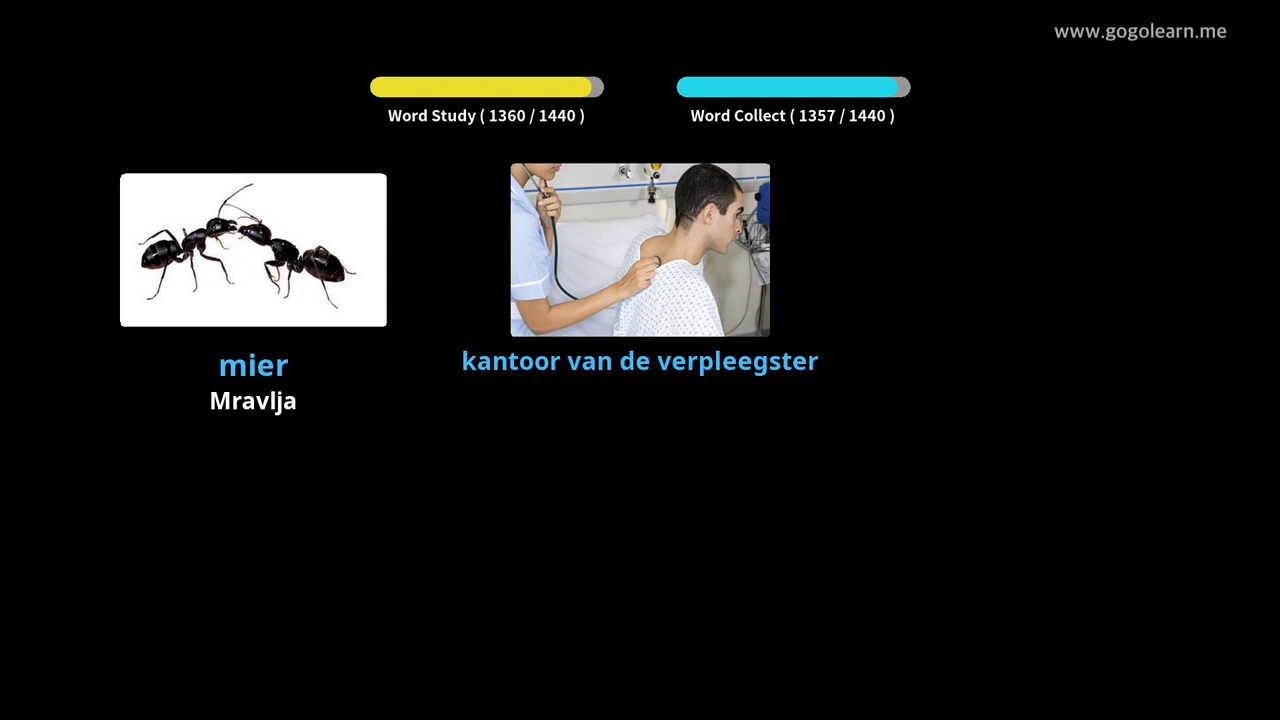 www.gogolearn.me
Word Study ( 1360 / 1440 )
Word Collect ( 1357 / 1440 )
mier
Mravlja
kantoor van de verpleegster